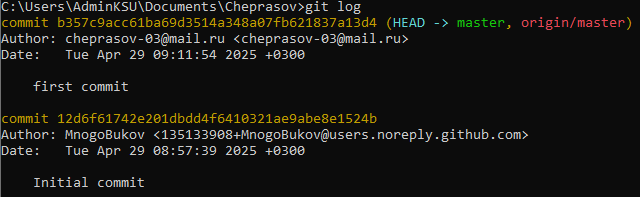 C:\Users\AdminKSU\Documents\Cheprasov>git log
commit b357c9acc61ba69d3514a348a07fb621837a13d4 (HEAD -> master, origin/master)
Author: cheprasov-03@mail.ru <cheprasov-03@mail.ru>
Date:   Tue Apr 29 09:11:54 2025 +0300
    first commit
commit 12d6f61742e201dbdd4f6410321ae9abe8e1524b
Author: MnogoBukov <135133908+MnogoBukov@users.noreply.github.com>
Date:   Tue Apr 29 08:57:39 2025 +0300
    Initial commit